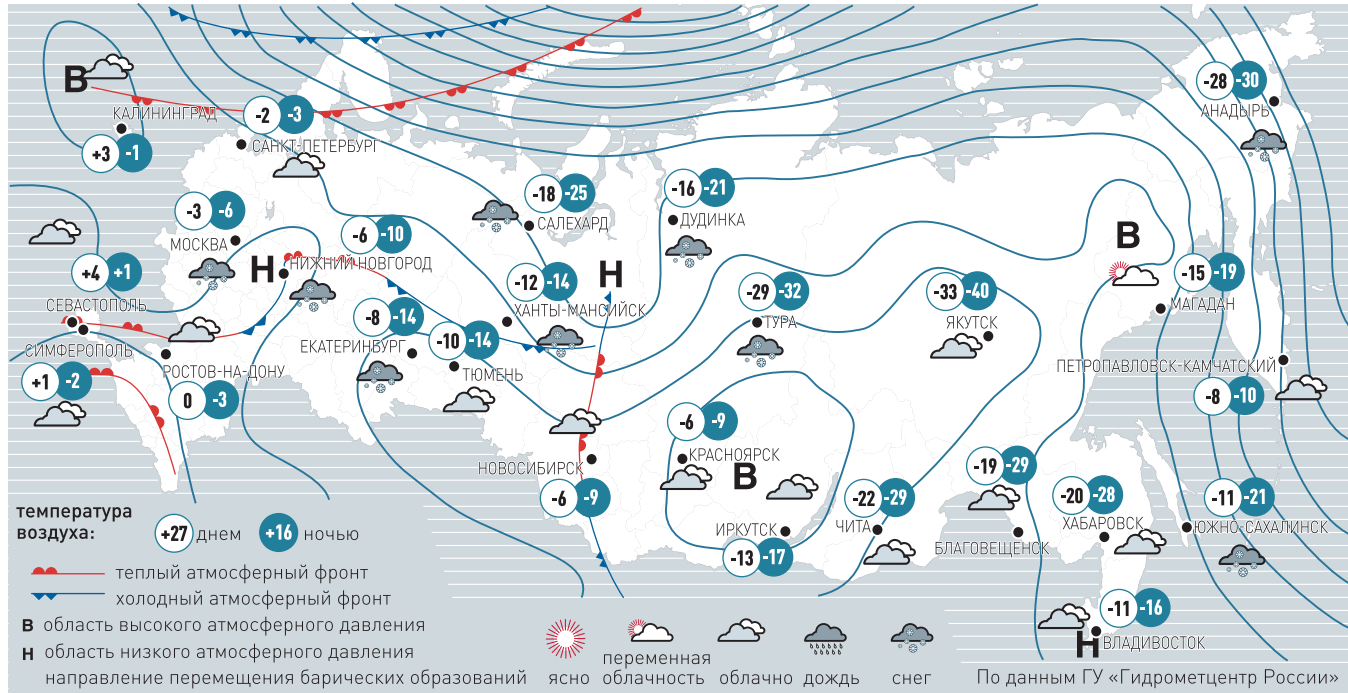 В
КАЛИНИНГРАД
+3 -1
-2 -3
САНКТ-ПЕТЕРБУРГ
-28 -30
АНАДЫРЬ
-3 -6
МОСКВА
-18 -25
САЛЕХАРД
-16 -21
ДУДИНКА
-6 -10
НИЖНИЙ НОВГОРОД
Н
Н
В
+4 +1
СЕВАСТОПОЛЬ
-12 -14
ХАНТЫ-МАНСИЙСК
-29 -32
ТУРА
-33 -40
ЯКУТСК
-15 -19
МАГАДАН
СИМФЕРОПОЛЬ
+1 -2
РОСТОВ-НА-ДОНУ
0 -3
-8 -14
ЕКАТЕРИНБУРГ
-10 -14
ТЮМЕНЬ
ПЕТРОПАВЛОВСК-КАМЧАТСКИЙ
-8 -10
НОВОСИБИРСК
-6 -9
-6 -9
КРАСНОЯРСК
В
ИРКУТСК
-13 -17
-22 -29
ЧИТА
-19 -29
БЛАГОВЕЩЕНСК
-20 -28
ХАБАРОВСК
-11 -21
ЮЖНО-САХАЛИНСК
-11 -16
Н
ВЛАДИВОСТОК
температура
воздуха:
+27 днем +16 ночью
теплый атмосферный фронт
холодный атмосферный фронт
В область высокого атмосферного давления
Н область низкого атмосферного давления
направление перемещения барических образований
ясно
переменная
облачность
облачно
дождь
снег
По данным ГУ «Гидрометцентр России»